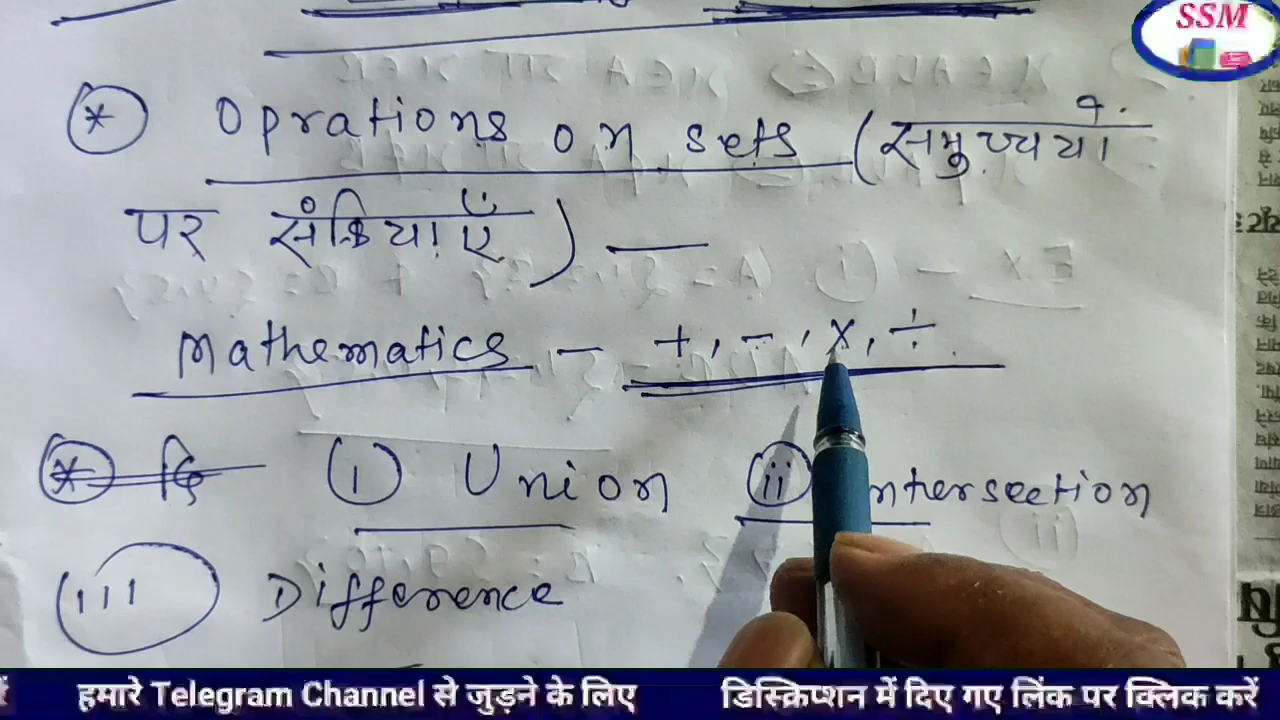 SSM
* Oprations on sets (समुच्चयों
पर संक्रियाएँ) —
Mathematics - +, -, ×, ÷
(i) Union (ii) Intersection
(iii) Difference
हमारे Telegram Channel से जुड़ने के लिए डिस्क्रिप्शन में दिए गए लिंक पर क्लिक करें